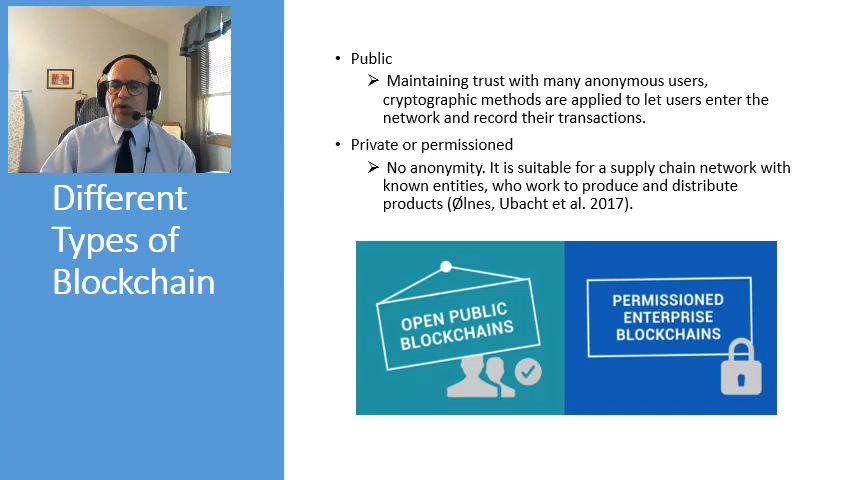 Different
Types of
Blockchain
• Public
➢ Maintaining trust with many anonymous users,
cryptographic methods are applied to let users enter the
network and record their transactions.
• Private or permissioned
➢ No anonymity. It is suitable for a supply chain network with
known entities, who work to produce and distribute
products (Ølnes, Ubacht et al. 2017).
OPEN PUBLIC
BLOCKCHAINS
PERMISSIONED
ENTERPRISE
BLOCKCHAINS